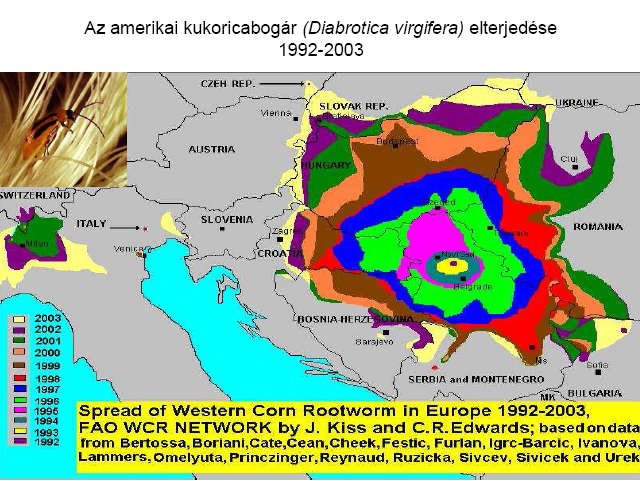 Az amerikai kukoricabogár (Diabrotica virgifera) elterjedése
1992-2003
CZEH REP.
SLOVAK REP.
UKRAINE
Vienna
Bratislava
AUSTRIA
Budapest
HUNGARY
Cluj
SWITZERLAND
ITALY
SLOVENIA
Szeged
ROMANIA
Milan
Zagreb
Venica
CROATIA
Novi Sad
Belgrade
BOSNIA-HERZEGOVINA
Sarajevo
Nis
Sofia
SERBIA and MONTENEGRO
MK
BULGARIA
2003
2002
2001
2000
1999
1998
1997
1996
1995
1994
1993
1992
Spread of Western Corn Rootworm in Europe 1992-2003,
FAO WCR NETWORK by J. Kiss and C.R.Edwards; based on data
from Bertossa,Boriani,Cate,Cean,Cheek,Festic, Furlan, Igrc-Barcic, Ivanova,
Lammers, Omelyuta, Princzinger, Reynaud, Ruzicka, Sivcev, Sivicek and Urek